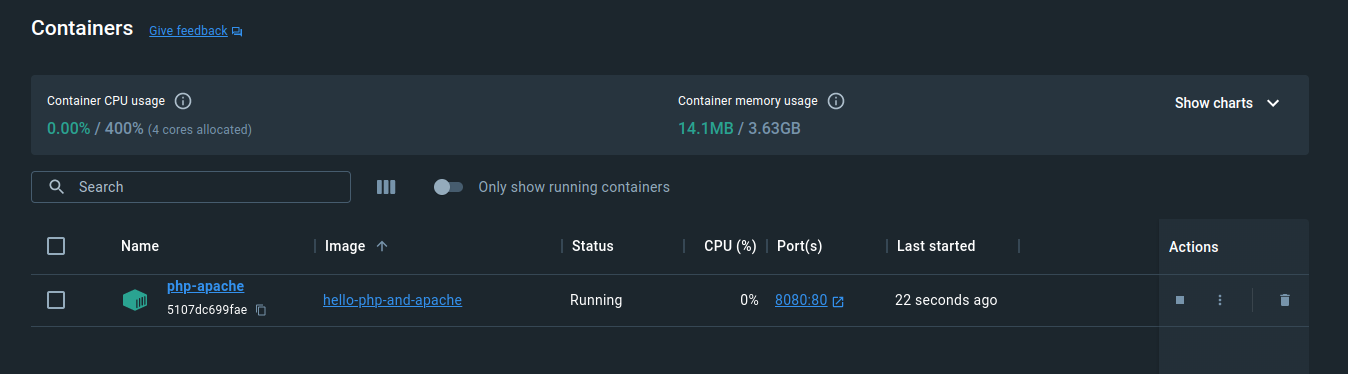 Containers Give feedback
Container CPU usage
0.00% / 400% (4 cores allocated)
Container memory usage
14.1MB / 3.63GB
Show charts
Search
Only show running containers
Name Image Status CPU (%) Port(s) Last started Actions
php-apache
5107dc699fae
hello-php-and-apache Running 0% 8080:80 22 seconds ago